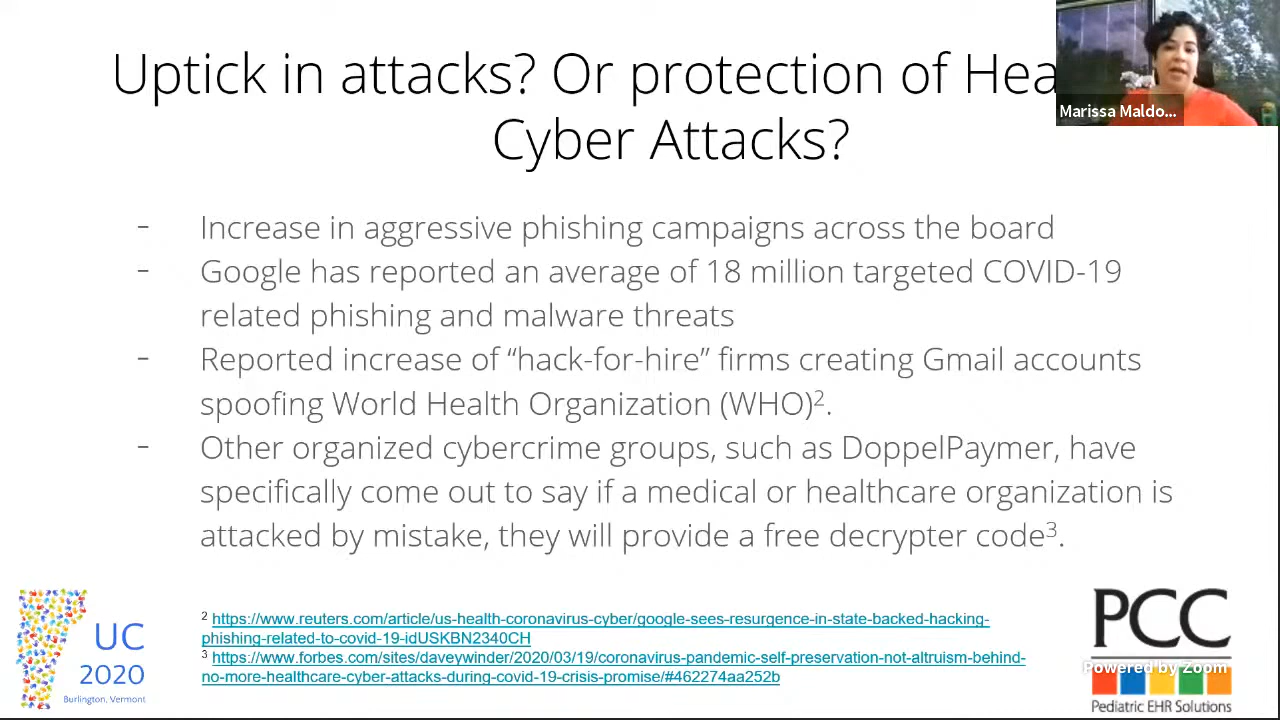 Uptick in attacks? Or protection of Hea
Cyber Attacks?
Marissa Maldo...
- Increase in aggressive phishing campaigns across the board
- Google has reported an average of 18 million targeted COVID-19
related phishing and malware threats
- Reported increase of “hack-for-hire” firms creating Gmail accounts
spoofing World Health Organization (WHO)².
- Other organized cybercrime groups, such as DoppelPaymer, have
specifically come out to say if a medical or healthcare organization is
attacked by mistake, they will provide a free decrypter code³.
² https://www.reuters.com/article/us-health-coronavirus-cyber/google-sees-resurgence-in-state-backed-hacking-
phishing-related-to-covid-19-idUSKBN2340CH
³ https://www.forbes.com/sites/daveywinder/2020/03/19/coronavirus-pandemic-self-preservation-not-altruism-behind-
no-more-healthcare-cyber-attacks-during-covid-19-crisis-promise/#462274aa252b
UC
2020
Burlington, Vermont
PCC
Powered by Zoom
Pediatric EHR Solutions